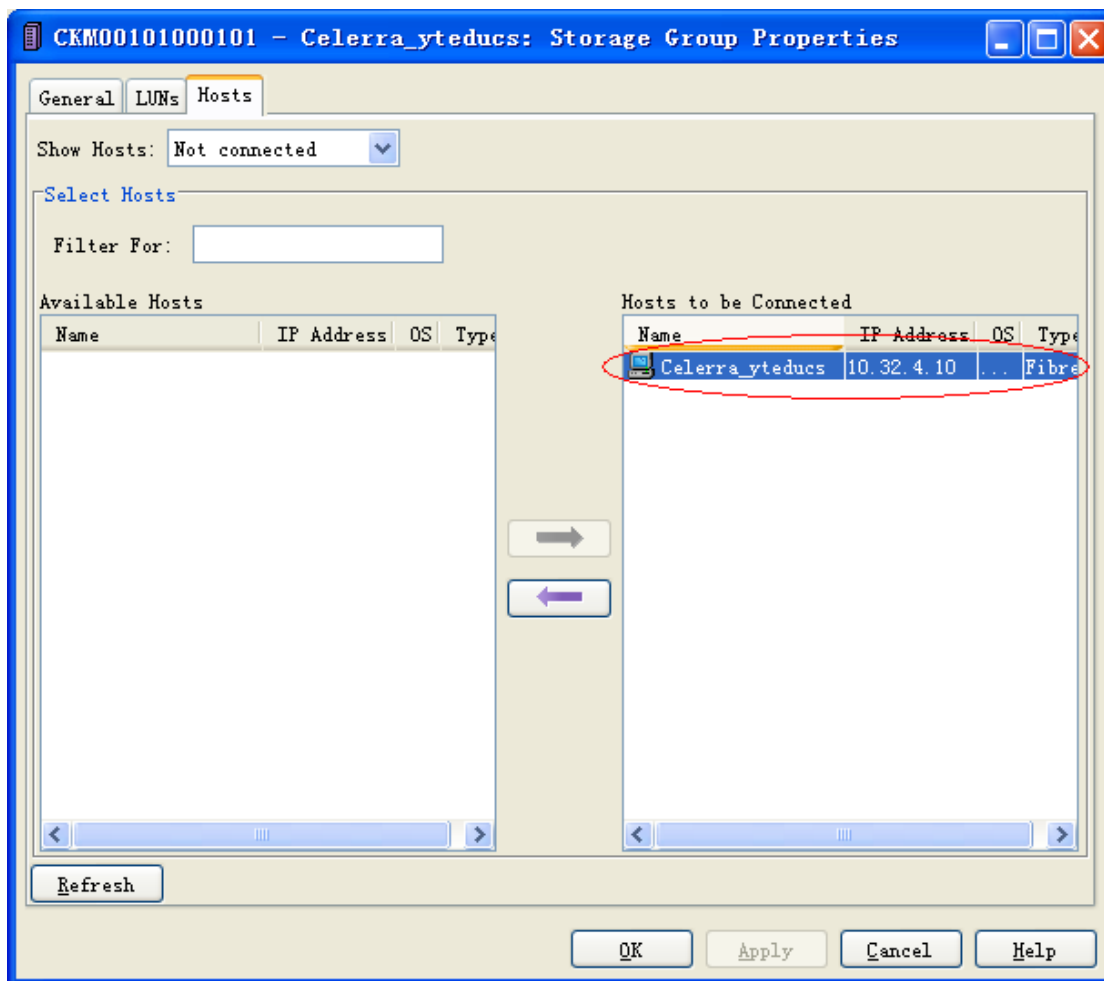 CKM00101000101 - Celerra_yteducs: Storage Group Properties
General LUNs Hosts
Show Hosts: Not connected
Select Hosts
Filter For:
Available Hosts Hosts to be Connected
Name IP Address OS Type Name IP Address OS Type
Celerra_yteducs 10.32.4.10 ... Fibre
Refresh
OK Apply Cancel Help